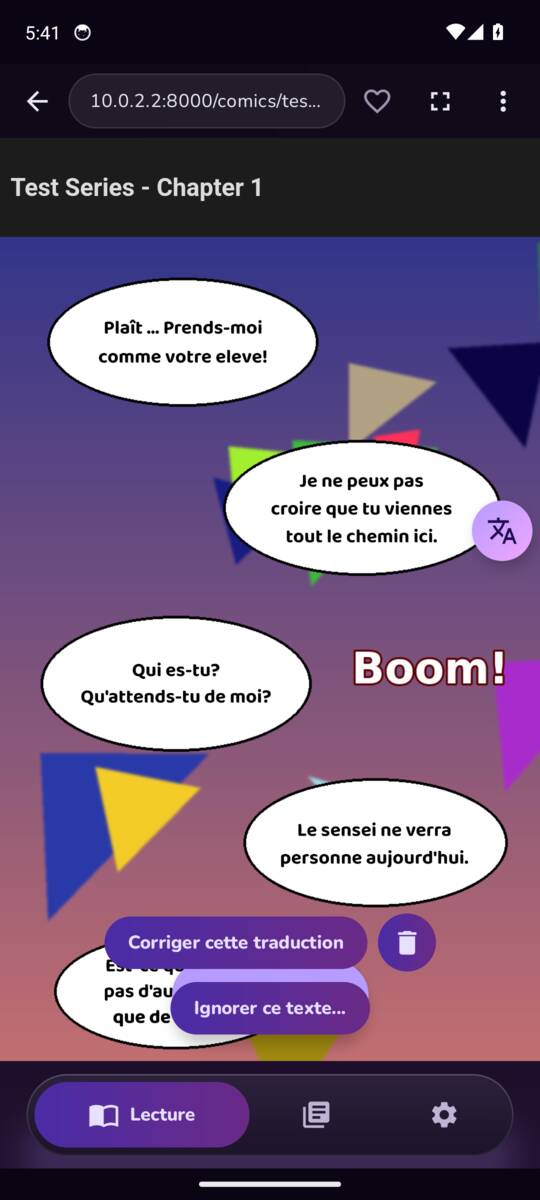 5:41
10.0.2.2:8000/comics/tes...
Test Series - Chapter 1
Plaît ... Prends-moi
comme votre eleve!
Je ne peux pas
croire que tu viennes
tout le chemin ici.
Qui es-tu?
Qu'attends-tu de moi?
Boom!
Le sensei ne verra
personne aujourd'hui.
Corriger cette traduction
pas d'au
que de
Ignorer ce texte...
Lecture